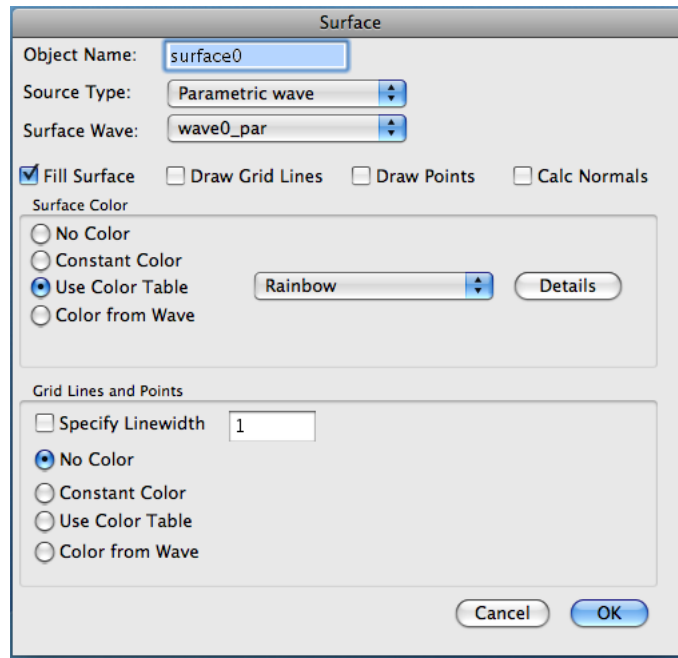 Surface
Object Name: surface0
Source Type: Parametric wave
Surface Wave: wave0_par
Fill Surface Draw Grid Lines Draw Points Calc Normals
Surface Color
No Color
Constant Color
Use Color Table Rainbow Details
Color from Wave
Grid Lines and Points
Specify Linewidth 1
No Color
Constant Color
Use Color Table
Color from Wave
Cancel OK